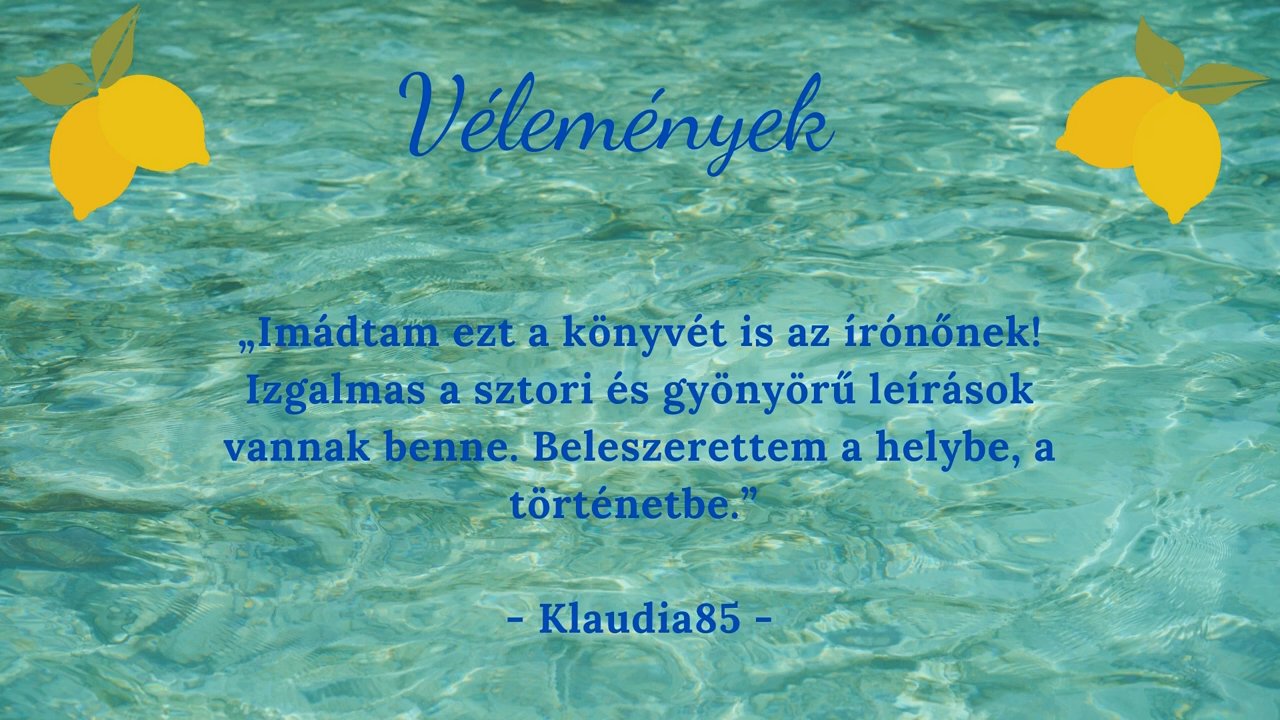 Vélemények
„Imádtam ezt a könyvét is az írónőnek!
Izgalmas a sztori és gyönyörű leírások
vannak benne. Beleszerettem a helybe, a
történetbe.”
- Klaudia85 -